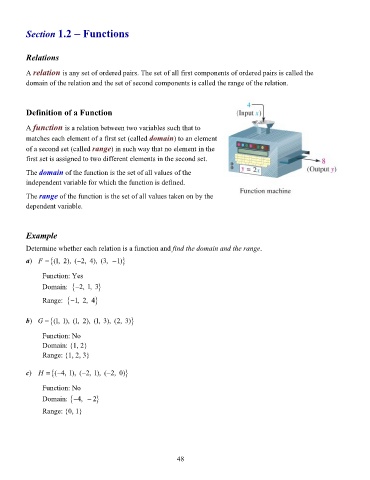 Section 1.2 – Functions
Relations
A relation is any set of ordered pairs. The set of all first components of ordered pairs is called the
domain of the relation and the set of second components is called the range of the relation.
Definition of a Function
A function is a relation between two variables such that to
matches each element of a first set (called domain) to an element
of a second set (called range) in such way that no element in the
first set is assigned to two different elements in the second set.
The domain of the function is the set of all values of the
independent variable for which the function is defined.
The range of the function is the set of all values taken on by the
dependent variable.
4
(Input x)
y = 2x
8
(Output y)
Function machine
Example
Determine whether each relation is a function and find the domain and the range.
a) F = {(1, 2), (−2, 4), (3, −1)}
Function: Yes
Domain: {−2, 1, 3}
Range: {−1, 2, 4}
b) G = {(1, 1), (1, 2), (1, 3), (2, 3)}
Function: No
Domain: {1, 2}
Range: {1, 2, 3}
c) H = {(−4, 1), (−2, 1), (−2, 0)}
Function: No
Domain: {−4, −2}
Range: {0, 1}
48